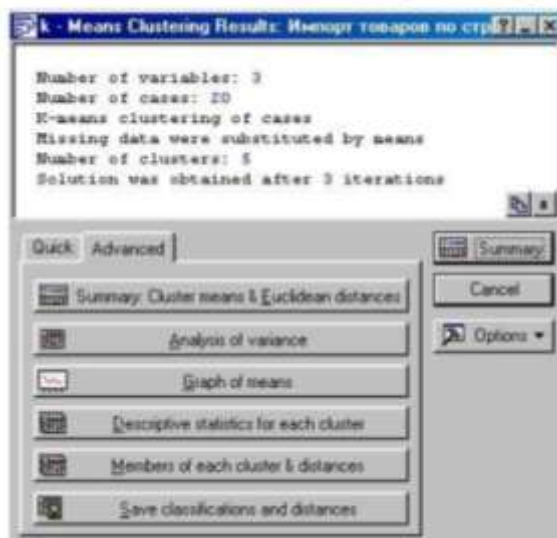 k - Means Clustering Results: Импорт товаров по стр
Number of variables: 3
Number of cases: 20
K-means clustering of cases
Missing data were substituted by means
Number of clusters: 5
Solution was obtained after 3 iterations
Quick Advanced
Summary
Summary: Cluster means & Euclidean distances
Cancel
Analysis of variance
Options
Graph of means
Descriptive statistics for each cluster
Members of each cluster & distances
Save classifications and distances